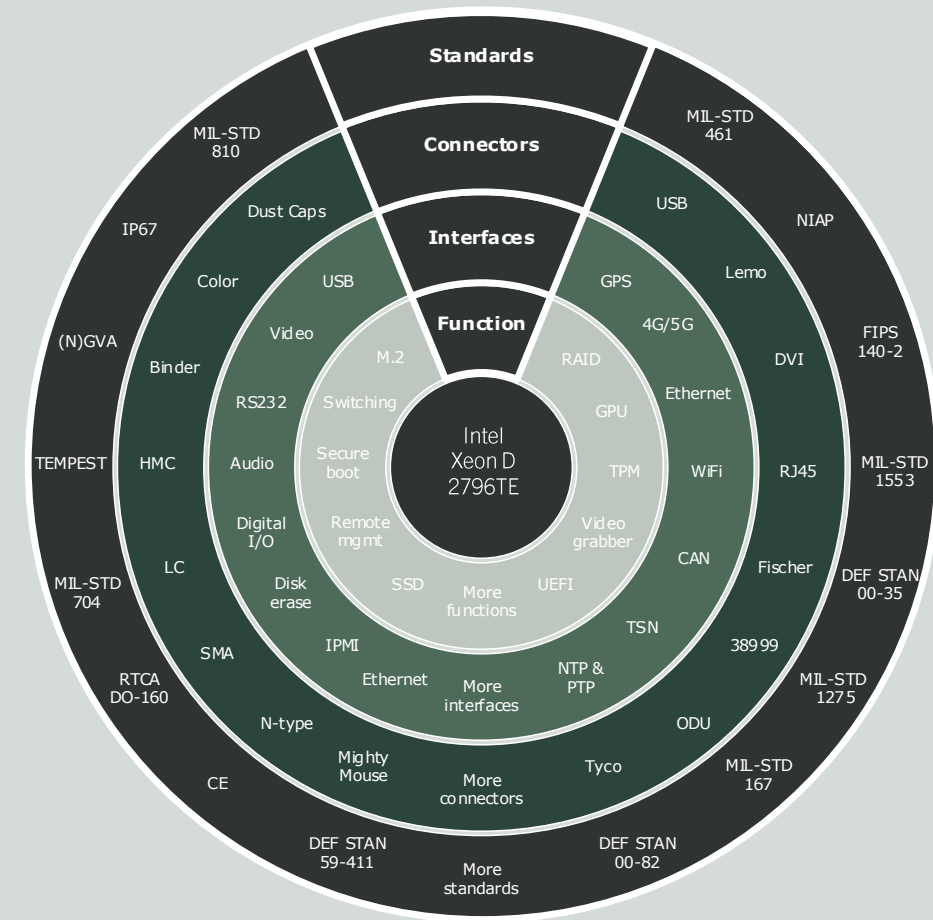 Standards
MIL-STD
461
NIAP
FIPS
140-2
MIL-STD
1553
DEF STAN
00-35
MIL-STD
1275
MIL-STD
167
DEF STAN
00-82
More
standards
DEF STAN
59-411
CE
RTCA
DO-160
MIL-STD
704
TEMPEST
(N)GVA
IP67
MIL-STD
810
Connectors
USB
Lemo
DVI
RJ45
Fischer
38999
ODU
Tyco
More
connectors
Mighty
Mouse
N-type
SMA
LC
HMC
Binder
Color
Dust Caps
Interfaces
GPS
4G/5G
Ethernet
WiFi
CAN
TSN
NTP &
PTP
More
interfaces
Ethernet
IPMI
Disk
erase
Digital
I/O
Audio
RS232
Video
USB
Function
RAID
GPU
TPM
Video
grabber
UEFI
More
functions
SSD
Remote
mgmt
Secure
boot
Switching
M.2
Intel
Xeon D
2796TE